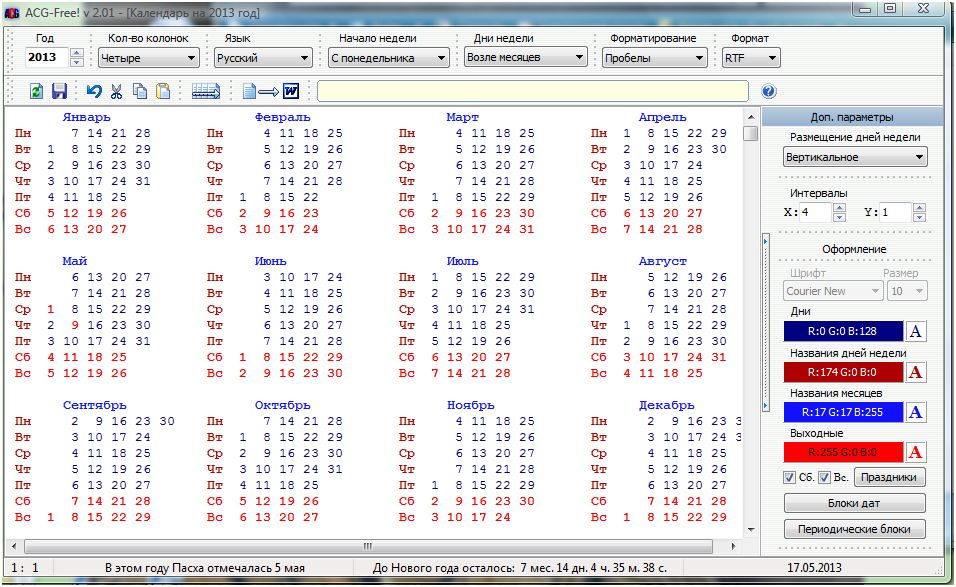 ACG-Free! v 2.01 - [Календарь на 2013 год]
Год Кол-во колонок Язык Начало недели Дни недели Форматирование Формат
2013 Четыре Русский С понедельника Возле месяцев Пробелы RTF
Январь Февраль Март Апрель
Пн 7 14 21 28 Пн 4 11 18 25 Пн 4 11 18 25 Пн 1 8 15 22 29
Вт 1 8 15 22 29 Вт 5 12 19 26 Вт 5 12 19 26 Вт 2 9 16 23 30
Ср 2 9 16 23 30 Ср 6 13 20 27 Ср 6 13 20 27 Ср 3 10 17 24
Чт 3 10 17 24 31 Чт 7 14 21 28 Чт 7 14 21 28 Чт 4 11 18 25
Пт 4 11 18 25 Пт 1 8 15 22 Пт 1 8 15 22 29 Пт 5 12 19 26
Сб 5 12 19 26 Сб 2 9 16 23 Сб 2 9 16 23 30 Сб 6 13 20 27
Вс 6 13 20 27 Вс 3 10 17 24 Вс 3 10 17 24 31 Вс 7 14 21 28
Май Июнь Июль Август
Пн 6 13 20 27 Пн 3 10 17 24 Пн 1 8 15 22 29 Пн 5 12 19 26
Вт 7 14 21 28 Вт 4 11 18 25 Вт 2 9 16 23 30 Вт 6 13 20 27
Ср 1 8 15 22 29 Ср 5 12 19 26 Ср 3 10 17 24 31 Ср 7 14 21 28
Чт 2 9 16 23 30 Чт 6 13 20 27 Чт 4 11 18 25 Чт 1 8 15 22 29
Пт 3 10 17 24 31 Пт 7 14 21 28 Пт 5 12 19 26 Пт 2 9 16 23 30
Сб 4 11 18 25 Сб 1 8 15 22 29 Сб 6 13 20 27 Сб 3 10 17 24 31
Вс 5 12 19 26 Вс 2 9 16 23 30 Вс 7 14 21 28 Вс 4 11 18 25
Сентябрь Октябрь Ноябрь Декабрь
Пн 2 9 16 23 30 Пн 7 14 21 28 Пн 4 11 18 25 Пн 2 9 16 23 3
Вт 3 10 17 24 Вт 1 8 15 22 29 Вт 5 12 19 26 Вт 3 10 17 24 3
Ср 4 11 18 25 Ср 2 9 16 23 30 Ср 6 13 20 27 Ср 4 11 18 25
Чт 5 12 19 26 Чт 3 10 17 24 31 Чт 7 14 21 28 Чт 5 12 19 26
Пт 6 13 20 27 Пт 4 11 18 25 Пт 1 8 15 22 29 Пт 6 13 20 27
Сб 7 14 21 28 Сб 5 12 19 26 Сб 2 9 16 23 30 Сб 7 14 21 28
Вс 1 8 15 22 29 Вс 6 13 20 27 Вс 3 10 17 24 Вс 1 8 15 22 29
Доп. параметры
Размещение дней недели
Вертикальное
Интервалы
X: 4 Y: 1
Оформление
Шрифт Размер
Courier New 10
Дни
R:0 G:0 B:128 A
Названия дней недели
R:174 G:0 B:0 A
Названия месяцев
R:17 G:17 B:255 A
Выходные
R:255 G:0 B:0 A
Сб. Вс. Праздники
Блоки дат
Периодические блоки
1: 1 В этом году Пасха отмечалась 5 мая До Нового года осталось: 7 мес. 14 дн. 4 ч. 35 м. 38 с. 17.05.2013